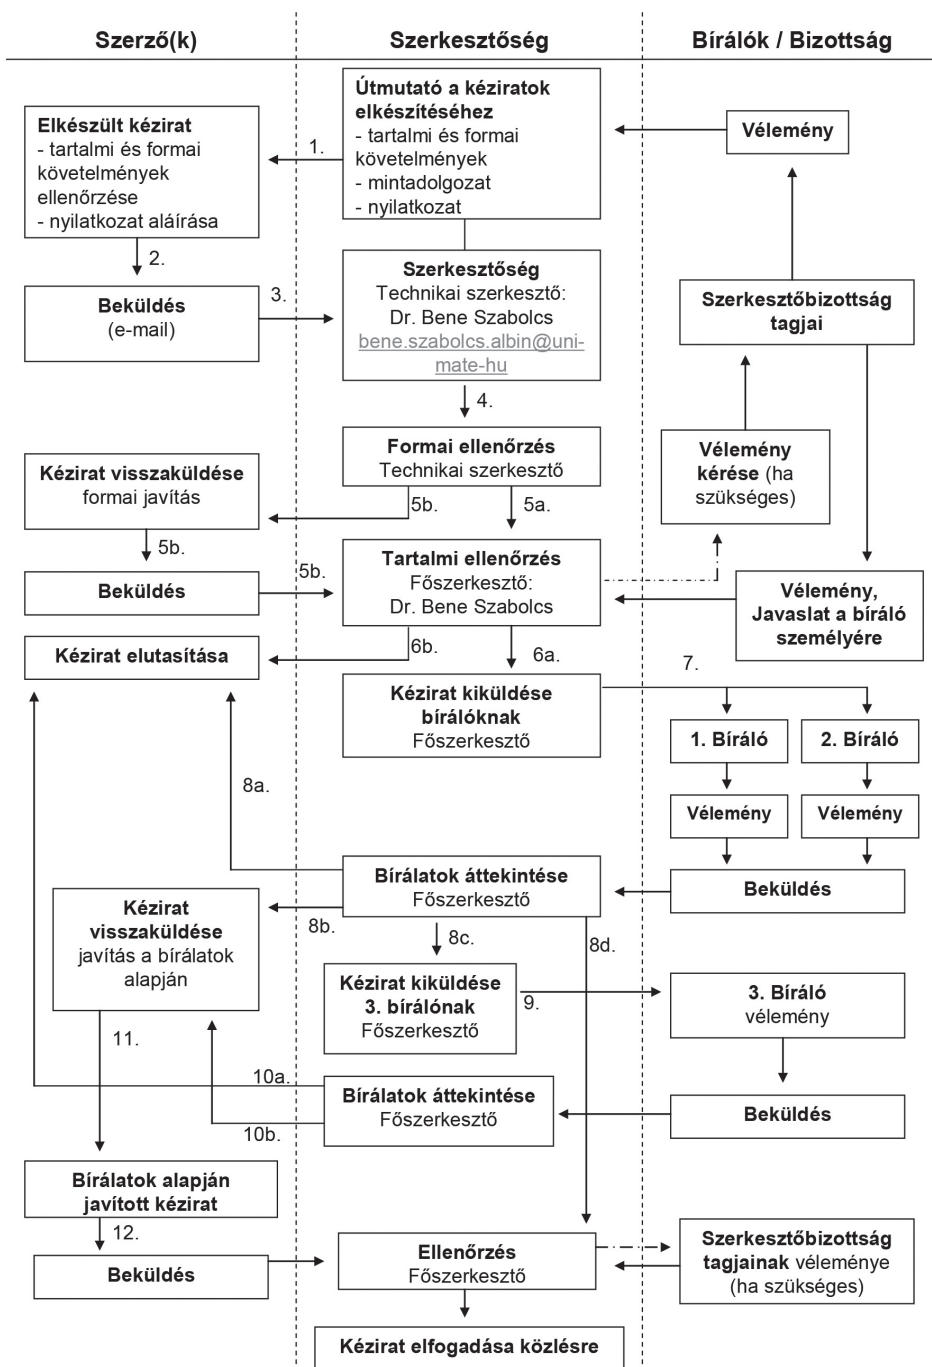 Szerző(k)
Szerkesztőség
Bírálók / Bizottság
Útmutató a kéziratok
elkészítéséhez
- tartalmi és formai
követelmények
- mintadolgozat
- nyilatkozat
Elkészült kézirat
- tartalmi és formai
követelmények
ellenőrzése
- nyilatkozat aláírása
1.
Vélemény
2.
Beküldés
(e-mail)
3.
Szerkesztőség
Technikai szerkesztő:
Dr. Bene Szabolcs
bene.szabolcs.albin@uni-
mate-hu
Szerkesztőbizottság
tagjai
4.
Formai ellenőrzés
Technikai szerkesztő
Vélemény
kérése (ha
szükséges)
Kézirat visszaküldése
formai javítás
5b.
5a.
5b.
Beküldés
5b.
Tartalmi ellenőrzés
Főszerkesztő:
Dr. Bene Szabolcs
Vélemény,
Javaslat a bíráló
személyére
Kézirat elutasítása
6b.
6a.
7.
Kézirat kiküldése
bírálóknak
Főszerkesztő
1. Bíráló
2. Bíráló
8a.
Vélemény
Vélemény
Bírálatok áttekintése
Főszerkesztő
Beküldés
Kézirat
visszaküldése
javítás a bírálatok
alapján
8b.
8c.
8d.
Kézirat kiküldése
3. bírálónak
Főszerkesztő
9.
3. Bíráló
vélemény
11.
10a.
Bírálatok áttekintése
Főszerkesztő
10b.
Beküldés
Bírálatok alapján
javított kézirat
12.
Beküldés
Ellenőrzés
Főszerkesztő
Szerkesztőbizottság
tagjainak véleménye
(ha szükséges)
Kézirat elfogadása közlésre